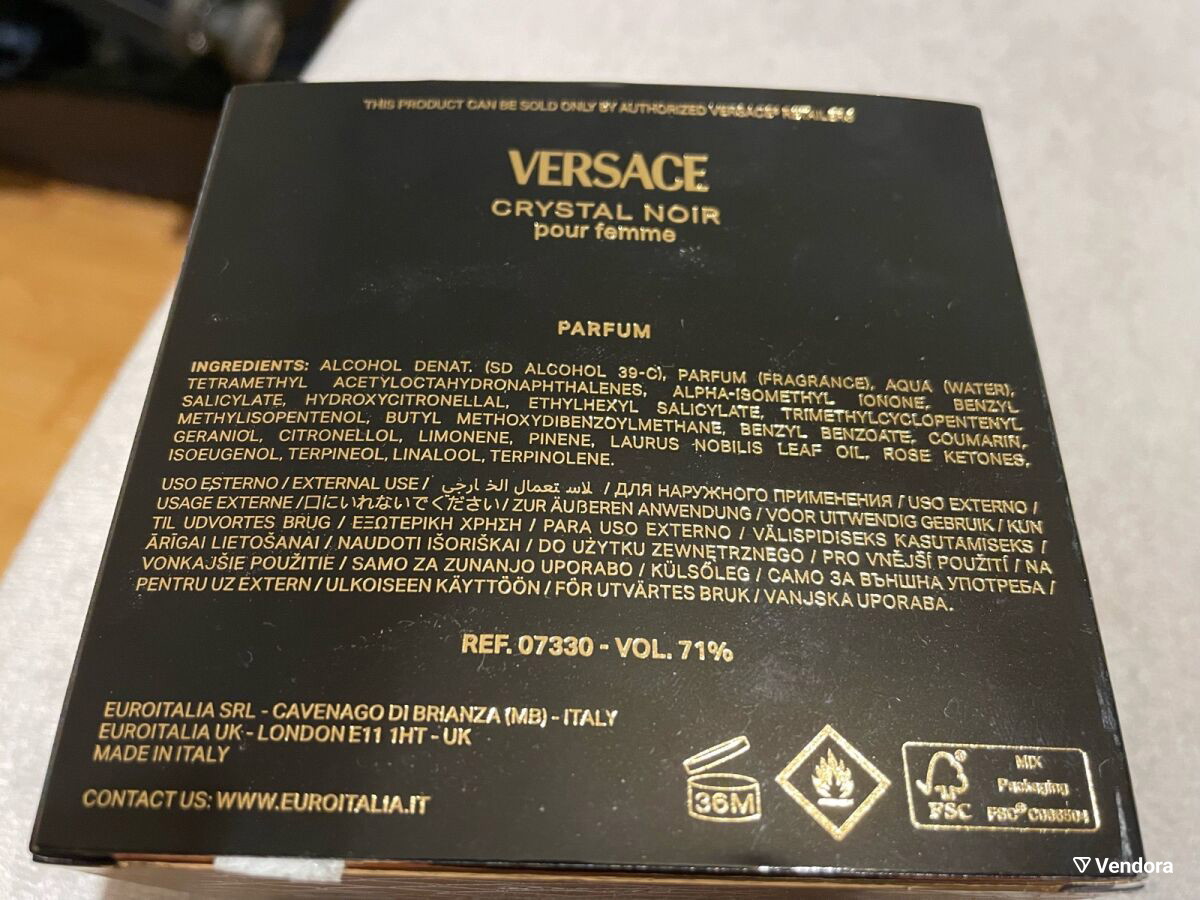 THIS PRODUCT CAN BE SOLD ONLY BY AUTHORIZED VERSACE® RETAILERS
VERSACE
CRYSTAL NOIR
pour femme
PARFUM
INGREDIENTS: ALCOHOL DENAT. (SD ALCOHOL 39-C), PARFUM (FRAGRANCE), AQUA (WATER),
TETRAMETHYL ACETYLOCTAHYDRONAPHTHALENES, ALPHA-ISOMETHYL IONONE, BENZYL
SALICYLATE, HYDROXYCITRONELLAL, ETHYLHEXYL SALICYLATE, TRIMETHYLCYCLOPENTENYL
METHYLISOPENTENOL, BUTYL METHOXYDIBENZOYLMETHANE, BENZYL BENZOATE, COUMARIN,
GERANIOL, CITRONELLOL, LIMONENE, PINENE, LAURUS NOBILIS LEAF OIL, ROSE KETONES,
ISOEUGENOL, TERPINEOL, LINALOOL, TERPINOLENE.
USO ESTERNO / EXTERNAL USE / للاستعمال الخارجي / ДЛЯ НАРУЖНОГО ПРИМЕНЕНИЯ / USO EXTERNO /
USAGE EXTERNE /口にいれないでください/ ZUR ÄUßEREN ANWENDUNG / VOOR UITWENDIG GEBRUIK / KUN
TIL UDVORTES BRUG / ΕΞΩΤΕΡΙΚΗ ΧΡΗΣΗ / PARA USO EXTERNO / VÄLISPIDISEKS KASUTAMISEKS /
ĀRĪGAI LIETOŠANAI / NAUDOTI IŠORIŠKAI / DO UŻYTKU ZEWNĘTRZNEGO / PRO VNĚJŠÍ POUŽITÍ / NA
VONKAJŠIE POUŽITIE / SAMO ZA ZUNANJO UPORABO / KÜLSŐLEG / САМО ЗА ВЪНШНА УПОТРЕБА /
PENTRU UZ EXTERN / ULKOISEEN KÄYTTÖÖN / FÖR UTVÄRTES BRUK / VANJSKA UPORABA.
REF. 07330 - VOL. 71%
EUROITALIA SRL - CAVENAGO DI BRIANZA (MB) - ITALY
EUROITALIA UK - LONDON E11 1HT - UK
MADE IN ITALY
CONTACT US: WWW.EUROITALIA.IT
36M
FSC
MIX
Packaging
FSC®
Vendora